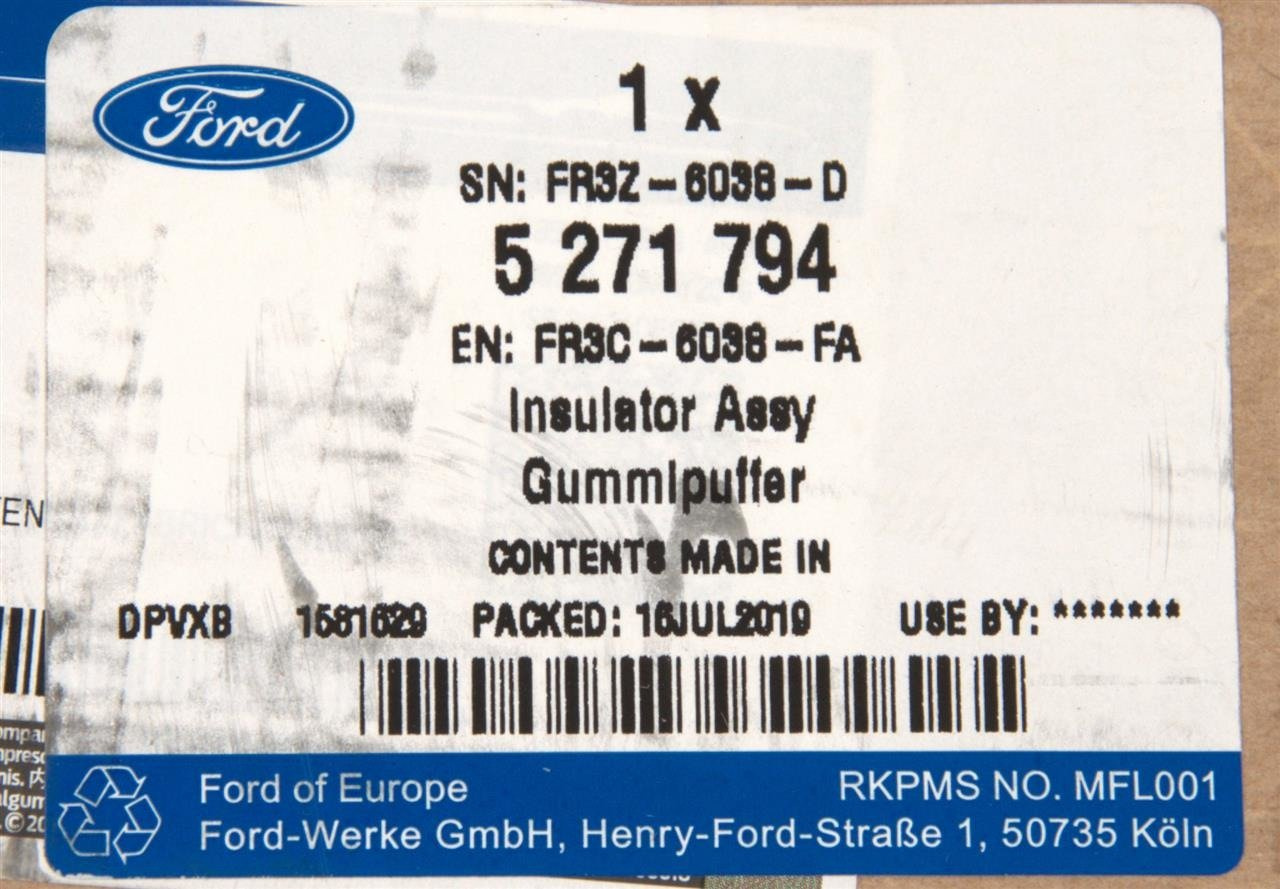 Ford
1 x
SN: FR3Z-6038-D
5 271 794
EN: FR3C-6038-FA
Insulator Assy
Gummipuffer
CONTENTS MADE IN
DPVXB 1581629 PACKED: 16JUL2019 USE BY: *******
Ford of Europe RKPMS NO. MFL001
Ford-Werke GmbH, Henry-Ford-Straße 1, 50735 Köln